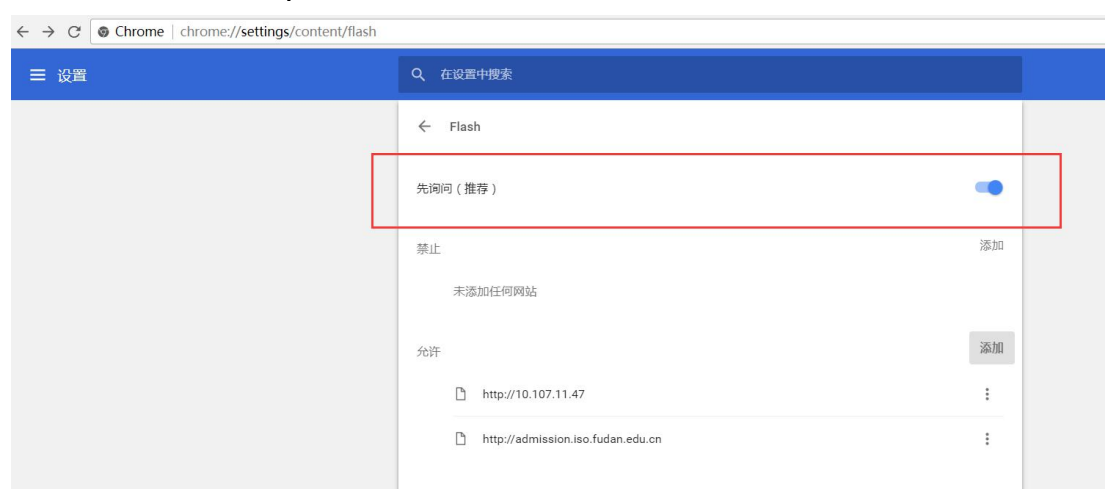 Chrome | chrome://settings/content/flash
设置
在设置中搜索
Flash
先询问（推荐）
禁止
添加
未添加任何网站
允许
添加
http://10.107.11.47
http://admission.iso.fudan.edu.cn